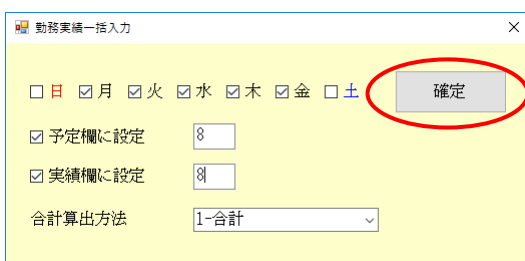 勤務実績一括入力
日 月 火 水 木 金 土 確定
予定欄に設定 8
実績欄に設定 8
合計算出方法 1-合計